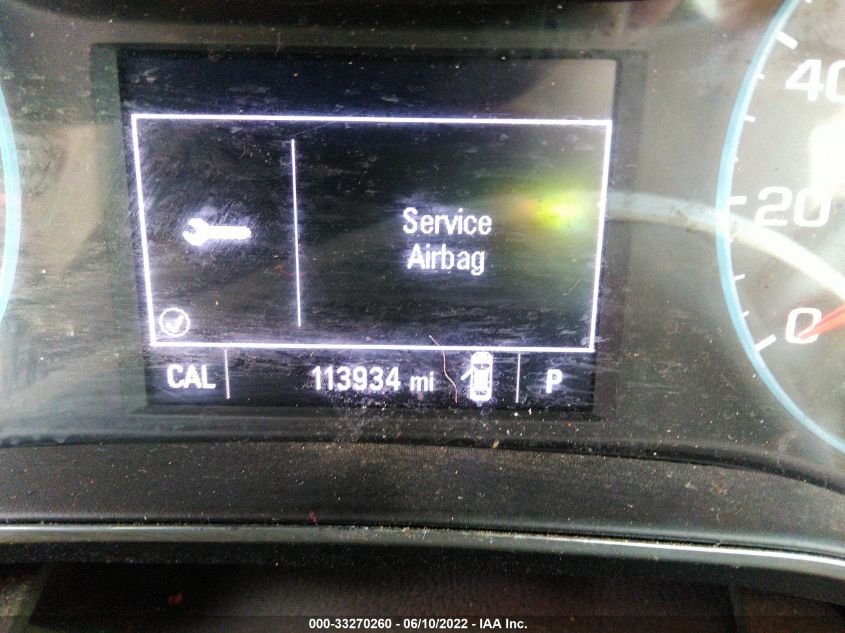 40
Service
20
Airbag
0
CAL 113934 mi P
000-33270260 - 06/10/2022 - IAA Inc.